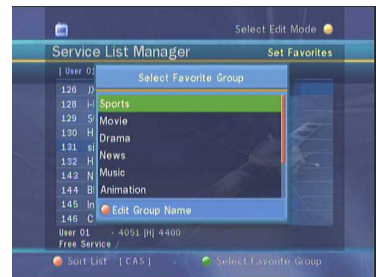 Select Edit Mode
Service List Manager
Set Favorites
[ User 01
Select Favorite Group
126
128
129
130 H
131 si
132 H
143 N
144 B
145 In
146 C
Sports
Movie
Drama
News
Music
Animation
Edit Group Name
User 01 - 4051 [H] 4400
Free Service /
Sort List [CAS]
Select Favorite Group